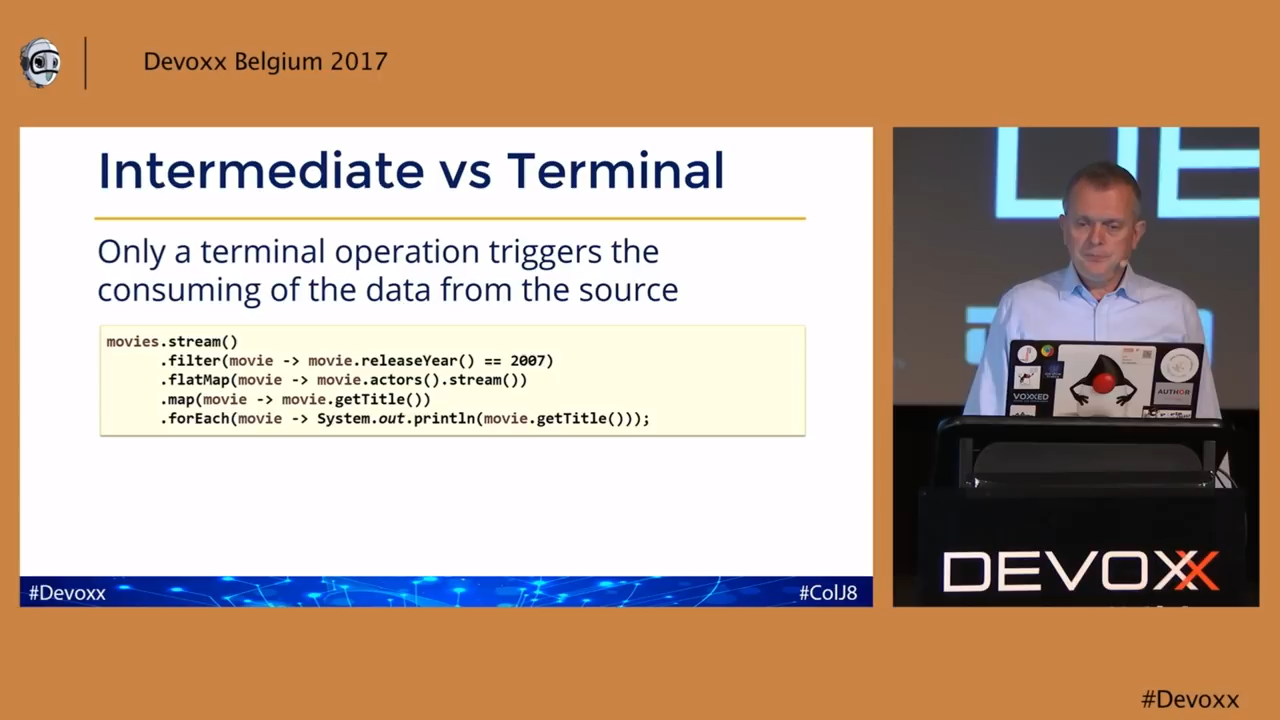 Devoxx Belgium 2017
Intermediate vs Terminal
Only a terminal operation triggers the
consuming of the data from the source
movies.stream()
.filter(movie -> movie.releaseYear() == 2007)
.flatMap(movie -> movie.actors().stream())
.map(movie -> movie.getTitle())
.forEach(movie -> System.out.println(movie.getTitle()));
#Devoxx
#ColJ8
VOXXED
AUTHOR
DEVOXX
#Devoxx